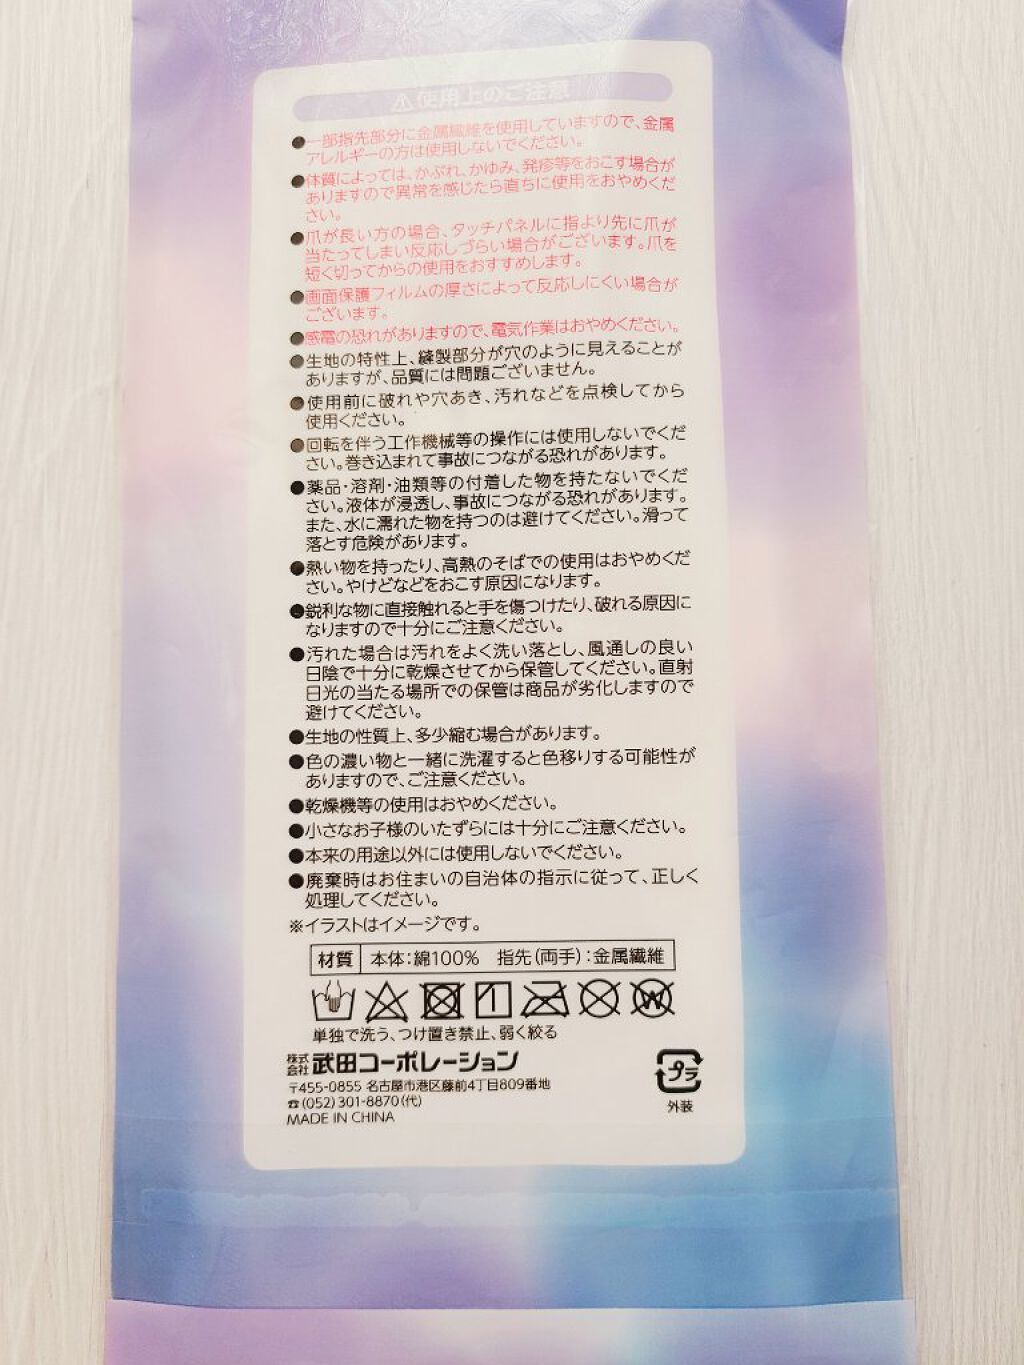 ⚠使用上のご注意
●一部指先部分に金属繊維を使用していますので、金属
アレルギーの方は使用しないでください。
●体質によっては、かぶれ、かゆみ、発疹等をおこす場合が
ありますので異常を感じたら直ちに使用をおやめくだ
さい。
●爪が長い方の場合、タッチパネルに指より先に爪が
当たってしまい反応しづらい場合がございます。爪を
短く切ってからの使用をおすすめします。
●画面保護フィルムの厚さによって反応しにくい場合が
ございます。
●感電の恐れがありますので、電気作業はおやめください。
●生地の特性上、縫製部分が穴のように見えることが
ありますが、品質には問題ございません。
●使用前に破れや穴あき、汚れなどを点検してから
使用ください。
●回転を伴う工作機械等の操作には使用しないでくだ
さい。巻き込まれて事故につながる恐れがあります。
●薬品・溶剤・油類等の付着した物を持たないでくだ
さい。液体が浸透し、事故につながる恐れがあります。
また、水に濡れた物を持つのは避けてください。滑って
落とす危険があります。
●熱い物を持ったり、高熱のそばでの使用はおやめくだ
さい。やけどなどをおこす原因になります。
●鋭利な物に直接触れると手を傷つけたり、破れる原因に
なりますので十分にご注意ください。
●汚れた場合は汚れをよく洗い落とし、風通しの良い
日陰で十分に乾燥させてから保管してください。直射
日光の当たる場所での保管は商品が劣化しますので
避けてください。
●生地の性質上、多少縮む場合があります。
●色の濃い物と一緒に洗濯すると色移りする可能性が
ありますので、ご注意ください。
●乾燥機等の使用はおやめください。
●小さなお子様のいたずらには十分にご注意ください。
●本来の用途以外には使用しないでください。
●廃棄時はお住まいの自治体の指示に従って、正しく
処理してください。
※イラストはイメージです。
材質 本体：綿100% 指先（両手）：金属繊維
W
単独で洗う、つけ置き禁止、弱く絞る
株式会社 武田コーポレーション
〒455-0855 名古屋市港区藤前4丁目809番地
☎(052)301-8870(代)
MADE IN CHINA
プラ
外装